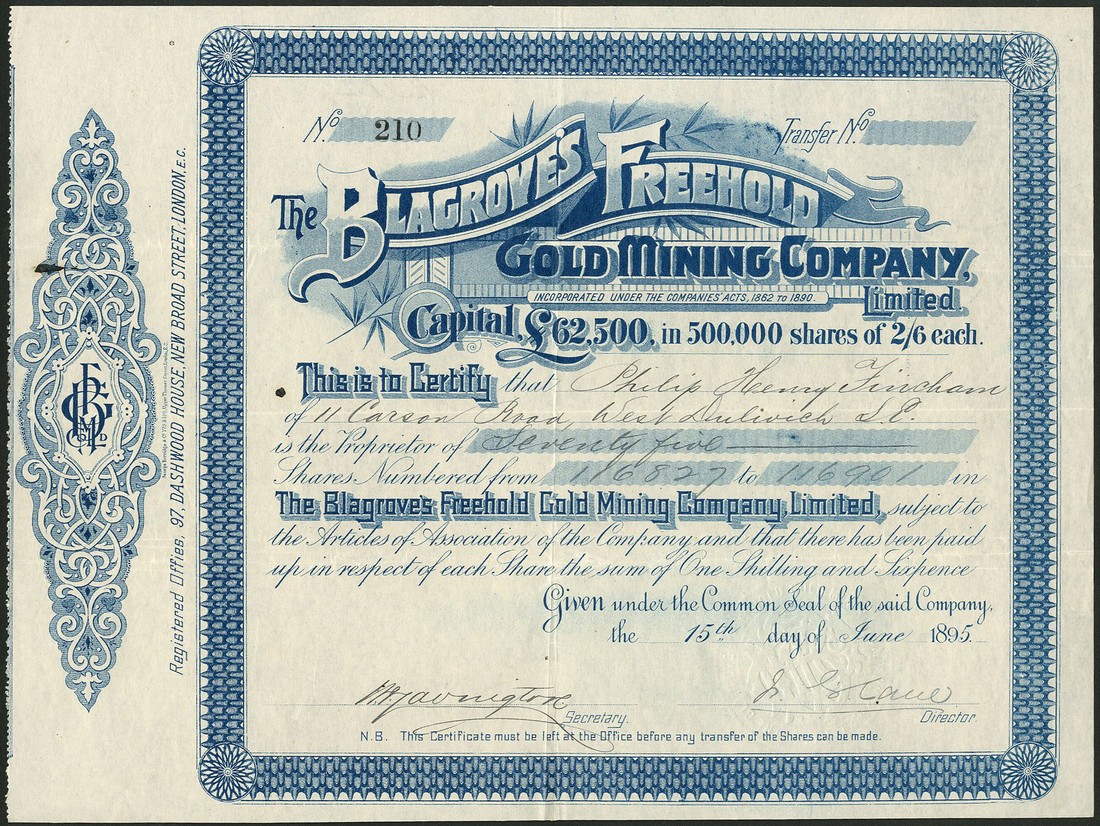 No 210
Transfer No
The Blagrove's Freehold
Gold Mining Company,
Limited.
Incorporated under the Companies' Acts, 1862 to 1890.
Capital, £62,500, in 500,000 shares of 2/6 each.
This is to Certify that Philip Henry Fincham
of 11 Carson Road, West Dulwich S.E.
is the Proprietor of Seventy five
Shares Numbered from 116827 to 116901 in
The Blagrove's Freehold Gold Mining Company, Limited, subject to
the Articles of Association of the Company and that there has been paid
up in respect of each Share the sum of One Shilling and Sixpence
Given under the Common Seal of the said Company,
the 15th day of June 1895.
Secretary.
Director.
N.B. This Certificate must be left at the Office before any transfer of the Shares can be made.
Registered Offices, 97, DASHWOOD HOUSE, NEW BROAD STREET, LONDON, E.C.